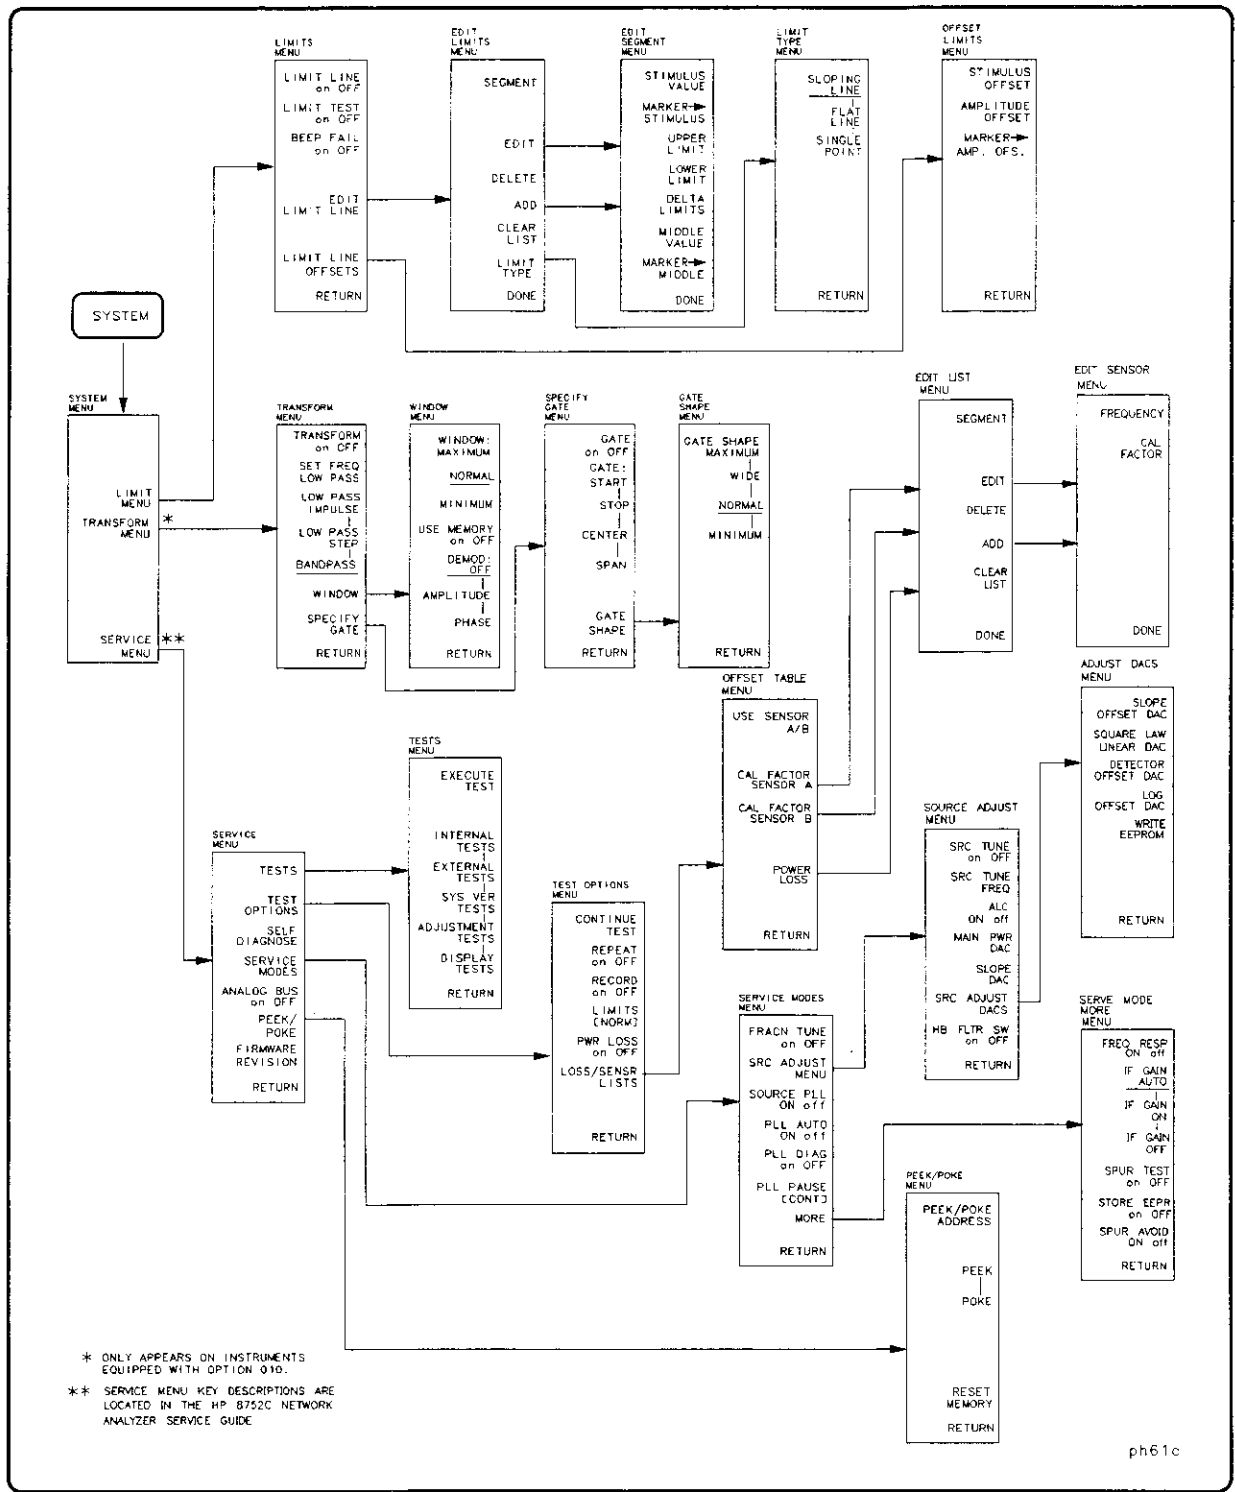 LIMITS
MENU
LIMIT LINE
on OFF
LIMIT TEST
on OFF
BEEP FAIL
on OFF
EDIT
LIMIT LINE
LIMIT LINE
OFFSETS
RETURN
EDIT
LIMITS
MENU
SEGMENT
EDIT
DELETE
ADD
CLEAR
LIST
LIMIT
TYPE
DONE
EDIT
SEGMENT
MENU
STIMULUS
VALUE
MARKER→
STIMULUS
UPPER
LIMIT
LOWER
LIMIT
DELTA
LIMITS
MIDDLE
VALUE
MARKER→
MIDDLE
DONE
LIMIT
TYPE
MENU
SLOPING
LINE
FLAT
LINE
SINGLE
POINT
RETURN
OFFSET
LIMITS
MENU
STIMULUS
OFFSET
AMPLITUDE
OFFSET
MARKER→
AMP. OFS.
RETURN
SYSTEM
SYSTEM
MENU
LIMIT
MENU
TRANSFORM *
MENU
SERVICE **
MENU
TRANSFORM
MENU
TRANSFORM
on OFF
SET FREQ
LOW PASS
LOW PASS
IMPULSE
LOW PASS
STEP
BANDPASS
WINDOW
SPECIFY
GATE
RETURN
WINDOW
MENU
WINDOW:
MAXIMUM
NORMAL
MINIMUM
USE MEMORY
on OFF
DEMOD:
OFF
AMPLITUDE
PHASE
RETURN
SPECIFY
GATE
MENU
GATE
on OFF
GATE:
START
STOP
CENTER
SPAN
GATE
SHAPE
RETURN
GATE
SHAPE
MENU
GATE SHAPE
MAXIMUM
WIDE
NORMAL
MINIMUM
RETURN
EDIT LIST
MENU
SEGMENT
EDIT
DELETE
ADD
CLEAR
LIST
DONE
EDIT SENSOR
MENU
FREQUENCY
CAL
FACTOR
DONE
SERVICE
MENU
TESTS
TEST
OPTIONS
SELF
DIAGNOSE
SERVICE
MODES
ANALOG BUS
on OFF
PEEK/
POKE
FIRMWARE
REVISION
RETURN
TESTS
MENU
EXECUTE
TEST
INTERNAL
TESTS
EXTERNAL
TESTS
SYS VER
TESTS
ADJUSTMENT
TESTS
DISPLAY
TESTS
RETURN
TEST OPTIONS
MENU
CONTINUE
TEST
REPEAT
on OFF
RECORD
on OFF
LIMITS
[NORM]
PWR LOSS
on OFF
LOSS/SENSR
LISTS
RETURN
OFFSET TABLE
MENU
USE SENSOR
A/B
CAL FACTOR
SENSOR A
CAL FACTOR
SENSOR B
POWER
LOSS
RETURN
SERVICE MODES
MENU
FRACN TUNE
on OFF
SRC ADJUST
MENU
SOURCE PLL
ON off
PLL AUTO
ON off
PLL DIAG
on OFF
PLL PAUSE
[CONT]
MORE
RETURN
SOURCE ADJUST
MENU
SRC TUNE
on OFF
SRC TUNE
FREQ
ALC
ON off
MAIN PWR
DAC
SLOPE
DAC
SRC ADJUST
DACS
HB FLTR SW
on OFF
RETURN
ADJUST DACS
MENU
SLOPE
OFFSET DAC
SQUARE LAW
LINEAR DAC
DETECTOR
OFFSET DAC
LOG
OFFSET DAC
WRITE
EEPROM
RETURN
SERVE MODE
MORE
MENU
FREQ RESP
ON off
IF GAIN
AUTO
IF GAIN
ON
IF GAIN
OFF
SPUR TEST
on OFF
STORE EEPR
on OFF
SPUR AVOID
ON off
RETURN
PEEK/POKE
MENU
PEEK/POKE
ADDRESS
PEEK
POKE
RESET
MEMORY
RETURN
* ONLY APPEARS ON INSTRUMENTS
EQUIPPED WITH OPTION 010.
** SERVICE MENU KEY DESCRIPTIONS ARE
LOCATED IN THE HP 8752C NETWORK
ANALYZER SERVICE GUIDE
ph61c